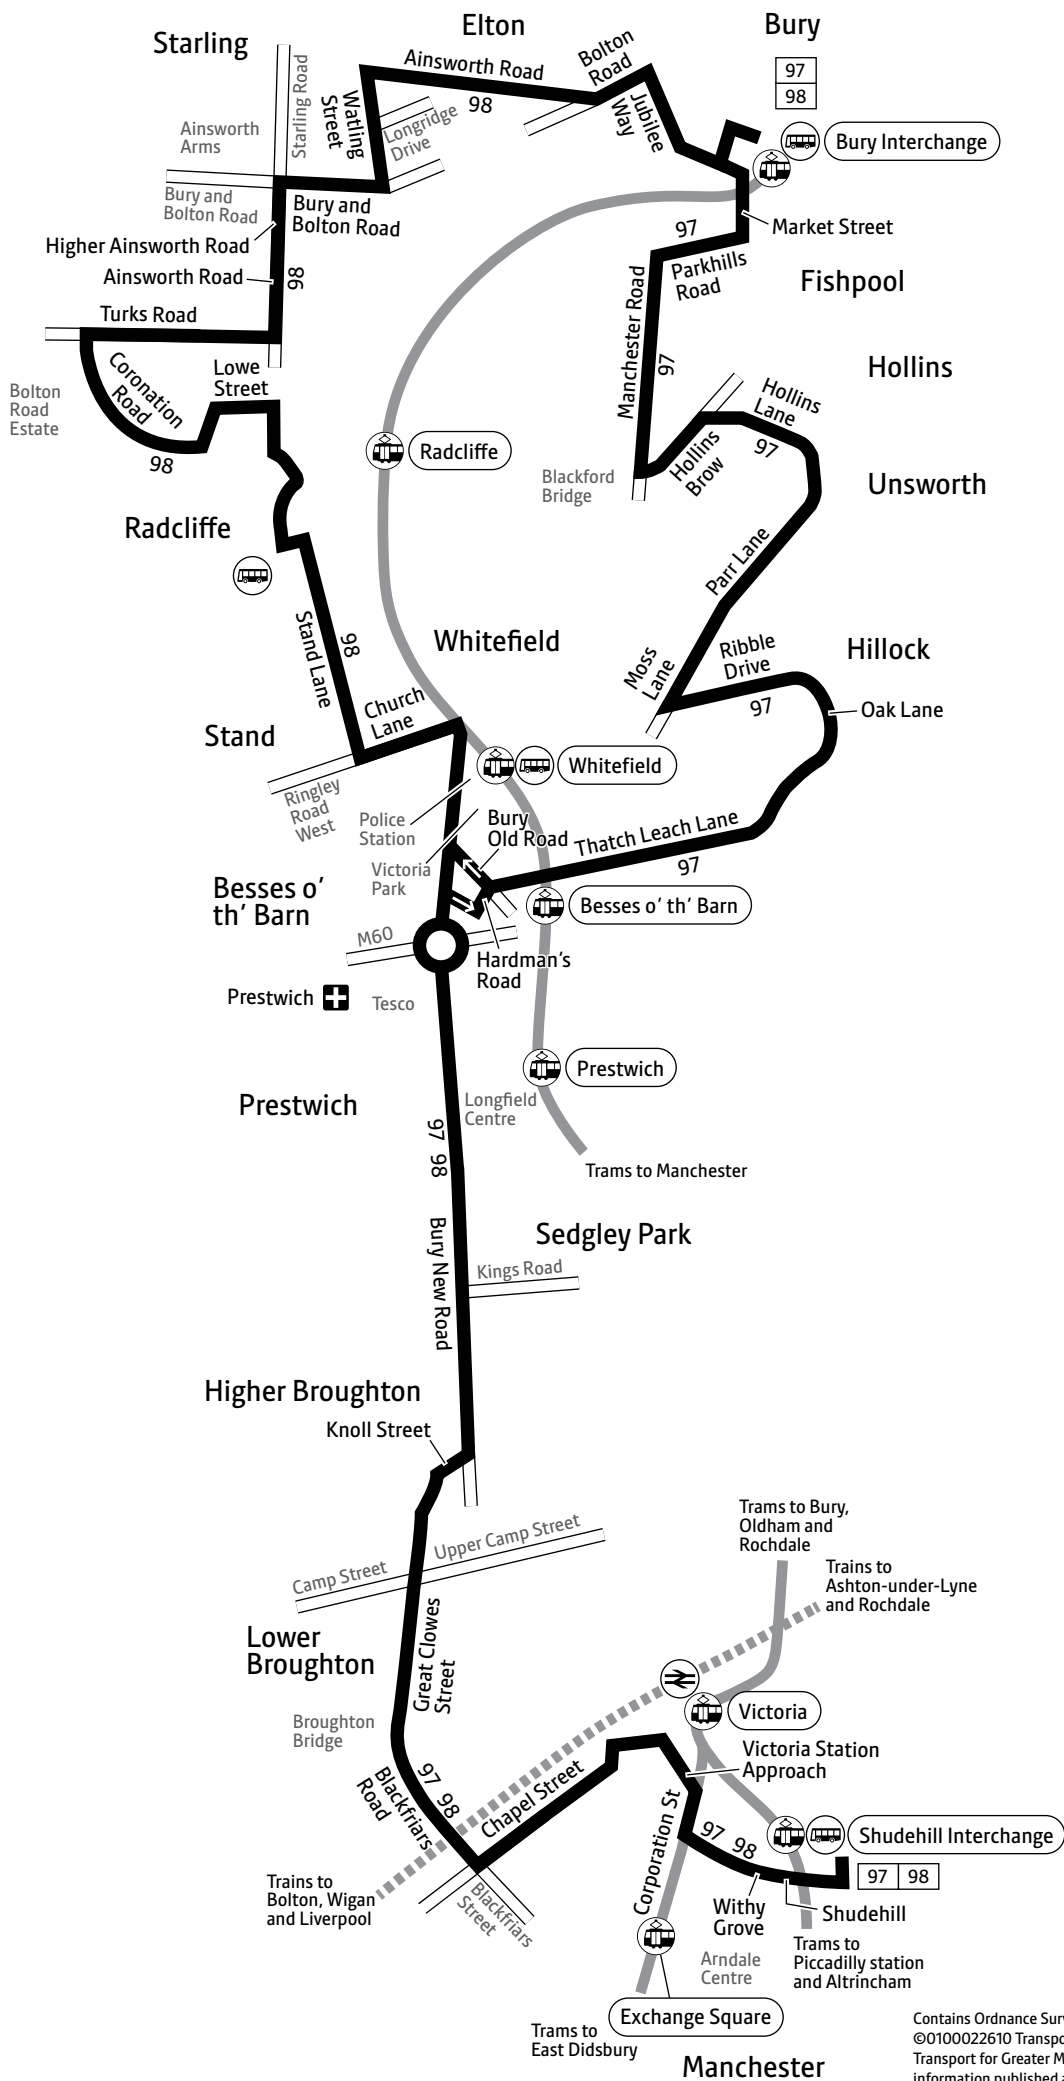 Elton
Bury
Starling
Bolton
Road
Ainsworth Road
97
98
Starling Road
Watling
Street
98
Jubilee
Way
Longridge
Drive
Ainsworth
Arms
Bury Interchange
Bury and
Bolton Road
Bury and
Bolton Road
97
Market Street
Higher Ainsworth Road
Parkhills
Road
Ainsworth Road
98
Fishpool
Manchester Road
Turks Road
97
Coronation
Road
Lowe
Street
Hollins
Bolton
Road
Estate
Hollins
Lane
97
98
Radcliffe
Hollins
Brow
Blackford
Bridge
Unsworth
Radcliffe
Parr Lane
Stand Lane
98
Whitefield
Ribble
Drive
Hillock
Moss
Lane
97
Oak Lane
Church
Lane
Stand
Whitefield
Ringley
Road
West
Police
Station
Bury
Old Road
Thatch Leach Lane
97
Victoria
Park
Besses o’
th’ Barn
Besses o’ th’ Barn
M60
Hardman’s
Road
Prestwich
Tesco
Prestwich
Longfield
Centre
Prestwich
97 98
Trams to Manchester
Bury New Road
Sedgley Park
Kings Road
Higher Broughton
Knoll Street
Trams to Bury,
Oldham and
Rochdale
Upper Camp Street
Camp Street
Trains to
Ashton-under-Lyne
and Rochdale
Great Clowes
Street
Lower
Broughton
Victoria
Broughton
Bridge
Victoria Station
Approach
97 98
Blackfriars
Road
Chapel Street
Corporation St
97 98
Shudehill Interchange
97
98
Trains to
Bolton, Wigan
and Liverpool
Blackfriars
Street
Withy
Grove
Shudehill
Arndale
Centre
Trams to
Piccadilly station
and Altrincham
Exchange Square
Trams to
East Didsbury
Manchester
Contains Ordnance Surv
©0100022610 Transpo
Transport for Greater M
information published a